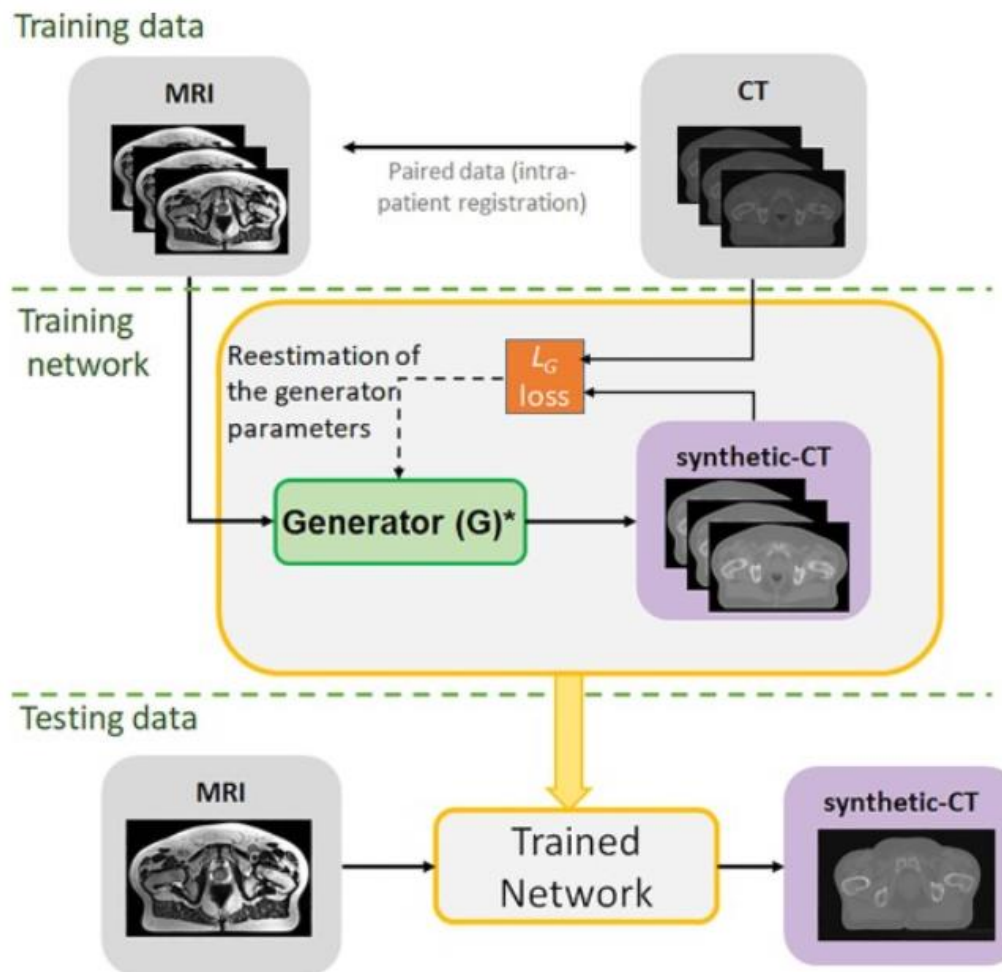 Training data
MRI
CT
Paired data (intra-
patient registration)
Training
network
Reestimation of
the generator
parameters
L_G
loss
synthetic-CT
Generator (G)*
Testing data
MRI
synthetic-CT
Trained
Network